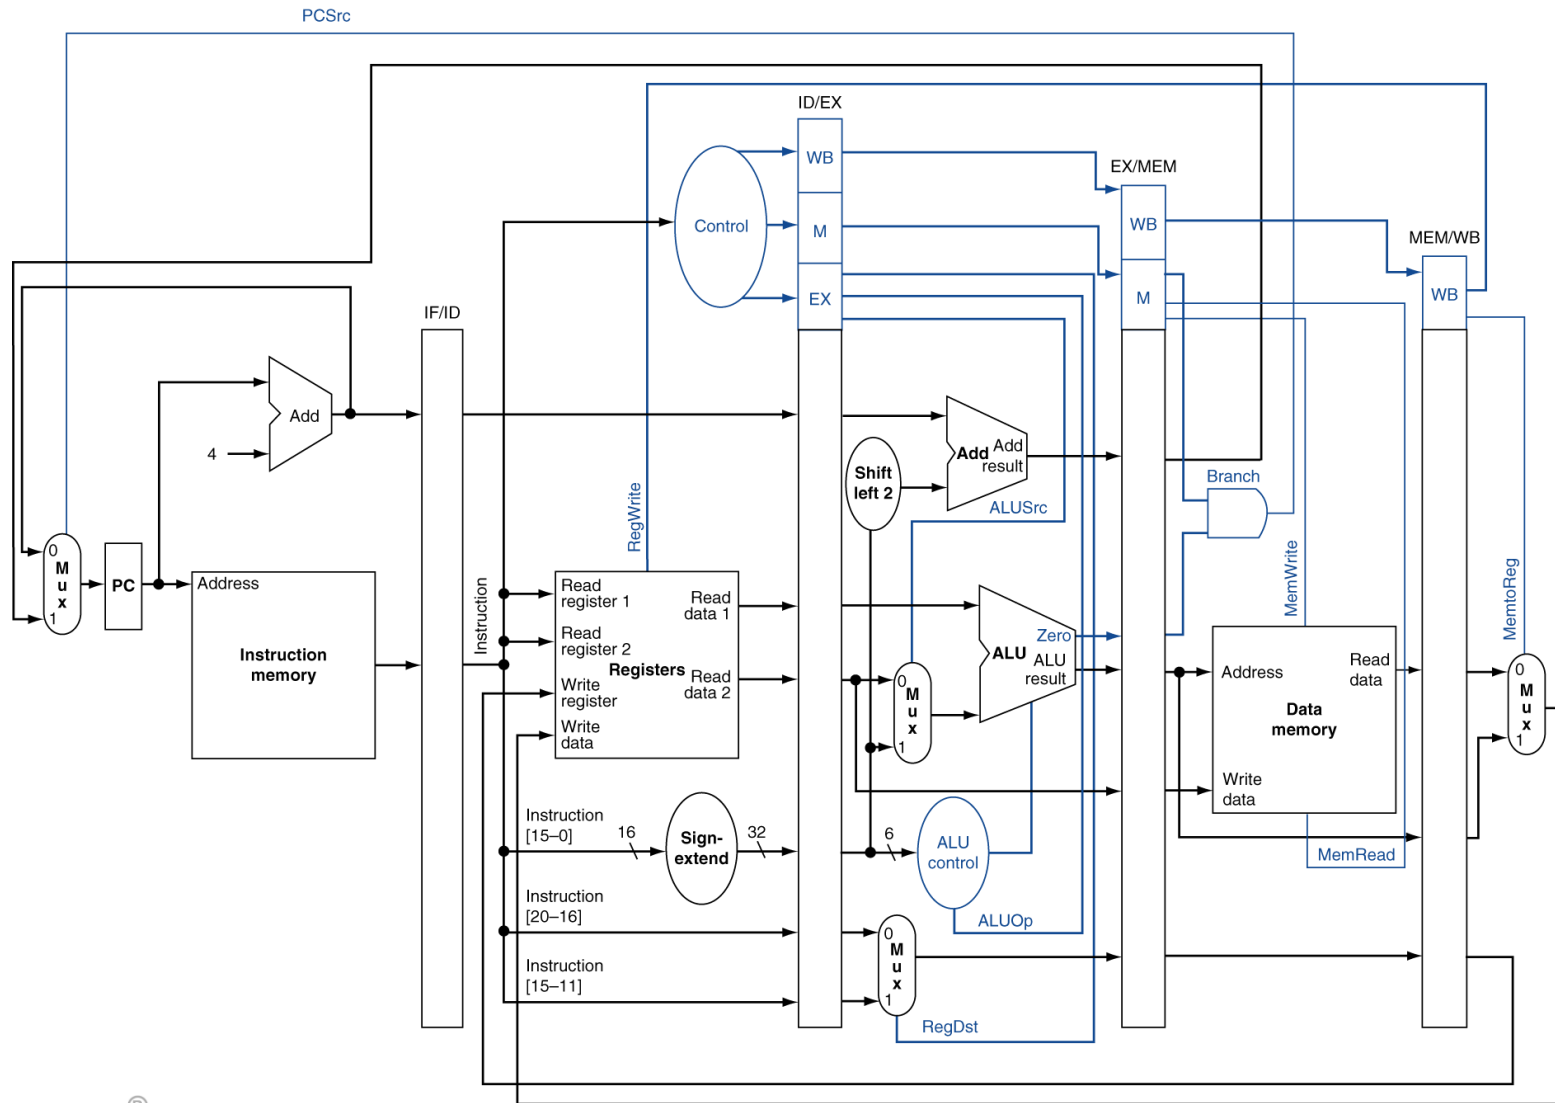 PCSrc
ID/EX
WB
EX/MEM
Control
M
WB
MEM/WB
EX
M
WB
IF/ID
Add
4
Add Add
result
Shift
left 2
Branch
ALUSrc
RegWrite
MemWrite
MemtoReg
Instruction
0
M
u
x
1
PC
Address
Instruction
memory
Read
register 1
Read
register 2
Write
register
Write
data
Registers
Read
data 1
Read
data 2
0
M
u
x
1
Zero
ALU
ALU
result
Address
Read
data
Data
memory
Write
data
0
M
u
x
1
Instruction
[15–0]
16
Sign-
extend
32
6
ALU
control
MemRead
Instruction
[20–16]
ALUOp
Instruction
[15–11]
0
M
u
x
1
RegDst